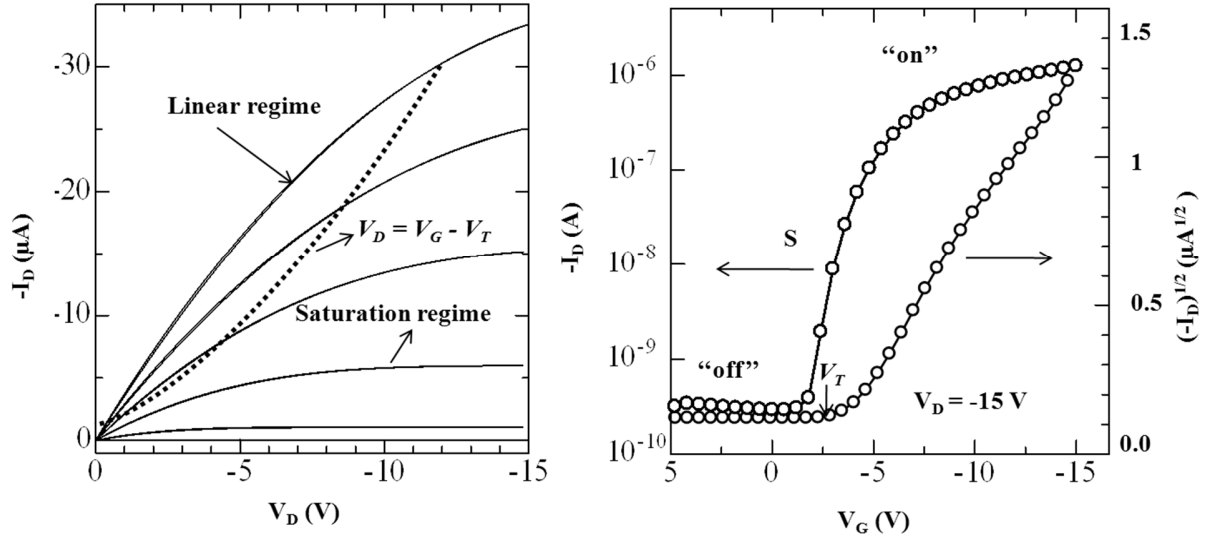 -30
-20
-10
0
-I_D (μA)
0
-5
-10
-15
V_D (V)
Linear regime
V_D = V_G - V_T
Saturation regime
10^-6
10^-7
10^-8
10^-9
10^-10
-I_D (A)
5
0
-5
-10
-15
V_G (V)
"on"
S
"off"
V_T
V_D = -15 V
1.5
1
0.5
0.0
(-I_D)^1/2 (μA^1/2)